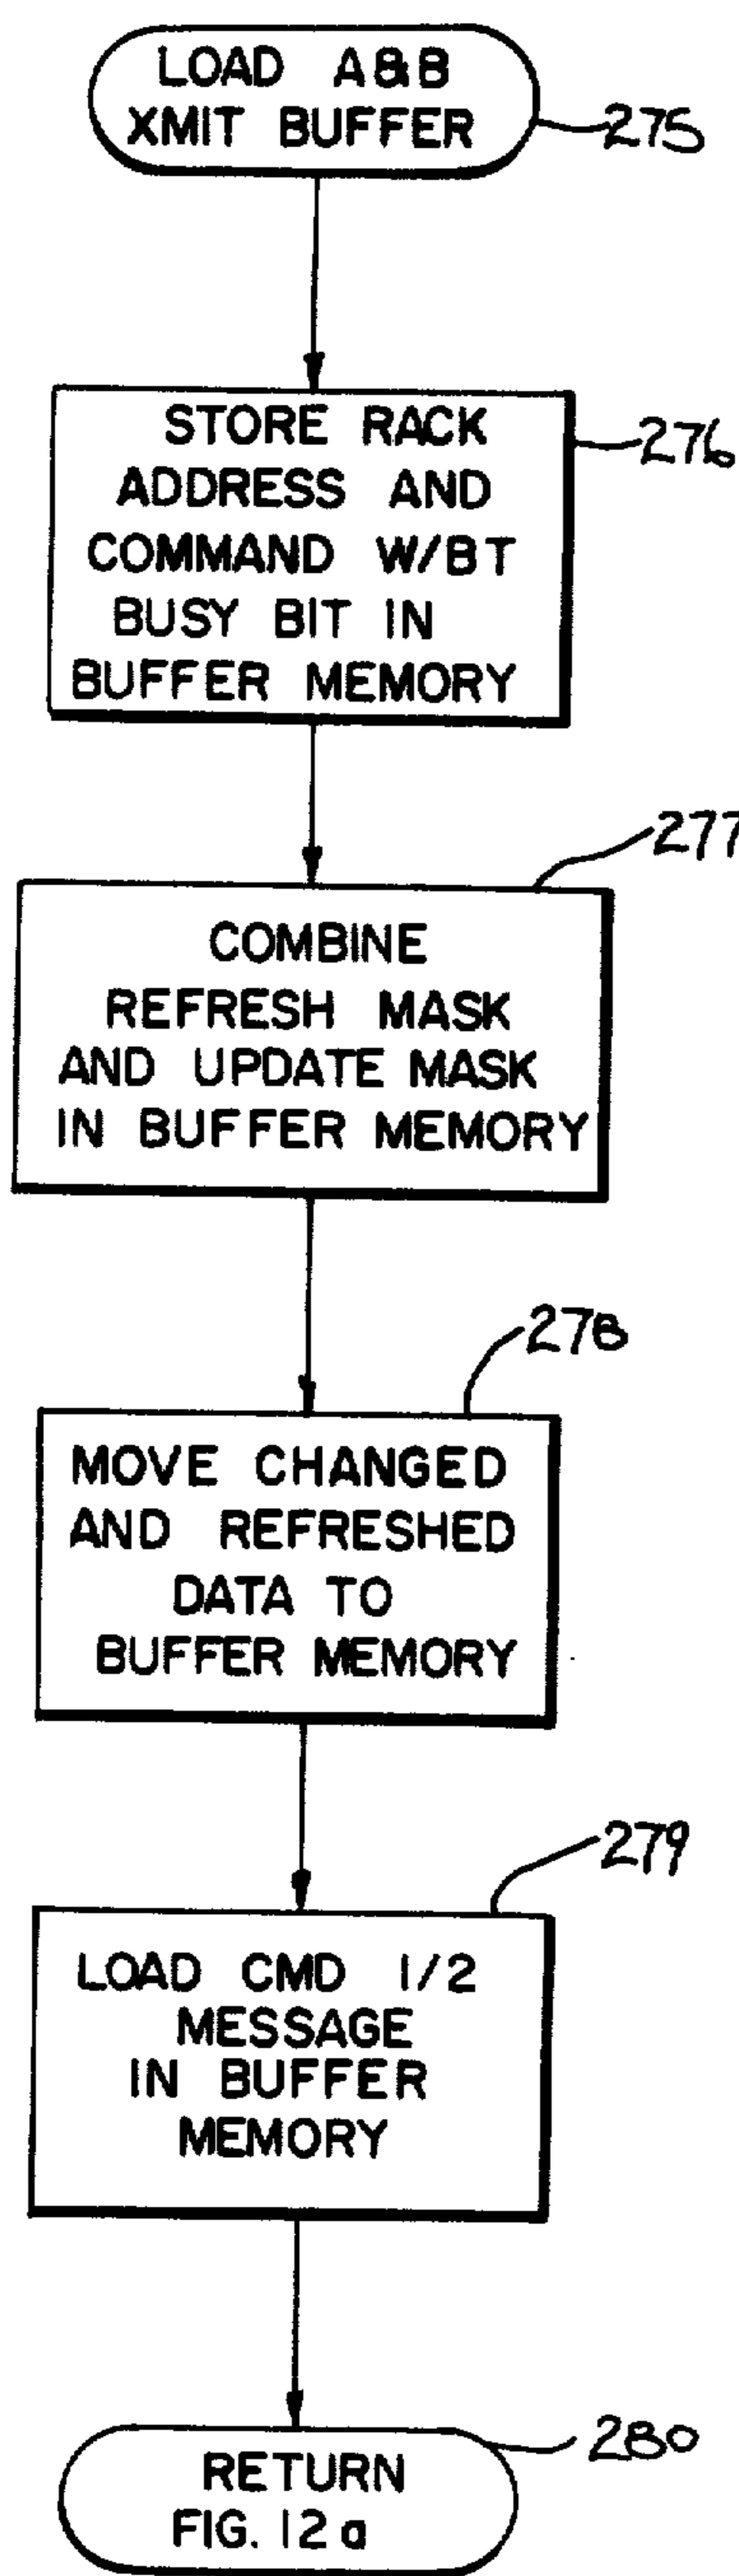 LOAD A&B
XMIT BUFFER
275
STORE RACK
ADDRESS AND
COMMAND W/BT
BUSY BIT IN
BUFFER MEMORY
276
277
COMBINE
REFRESH MASK
AND UPDATE MASK
IN BUFFER MEMORY
278
MOVE CHANGED
AND REFRESHED
DATA TO
BUFFER MEMORY
279
LOAD CMD 1/2
MESSAGE
IN BUFFER
MEMORY
280
RETURN
FIG. 12a